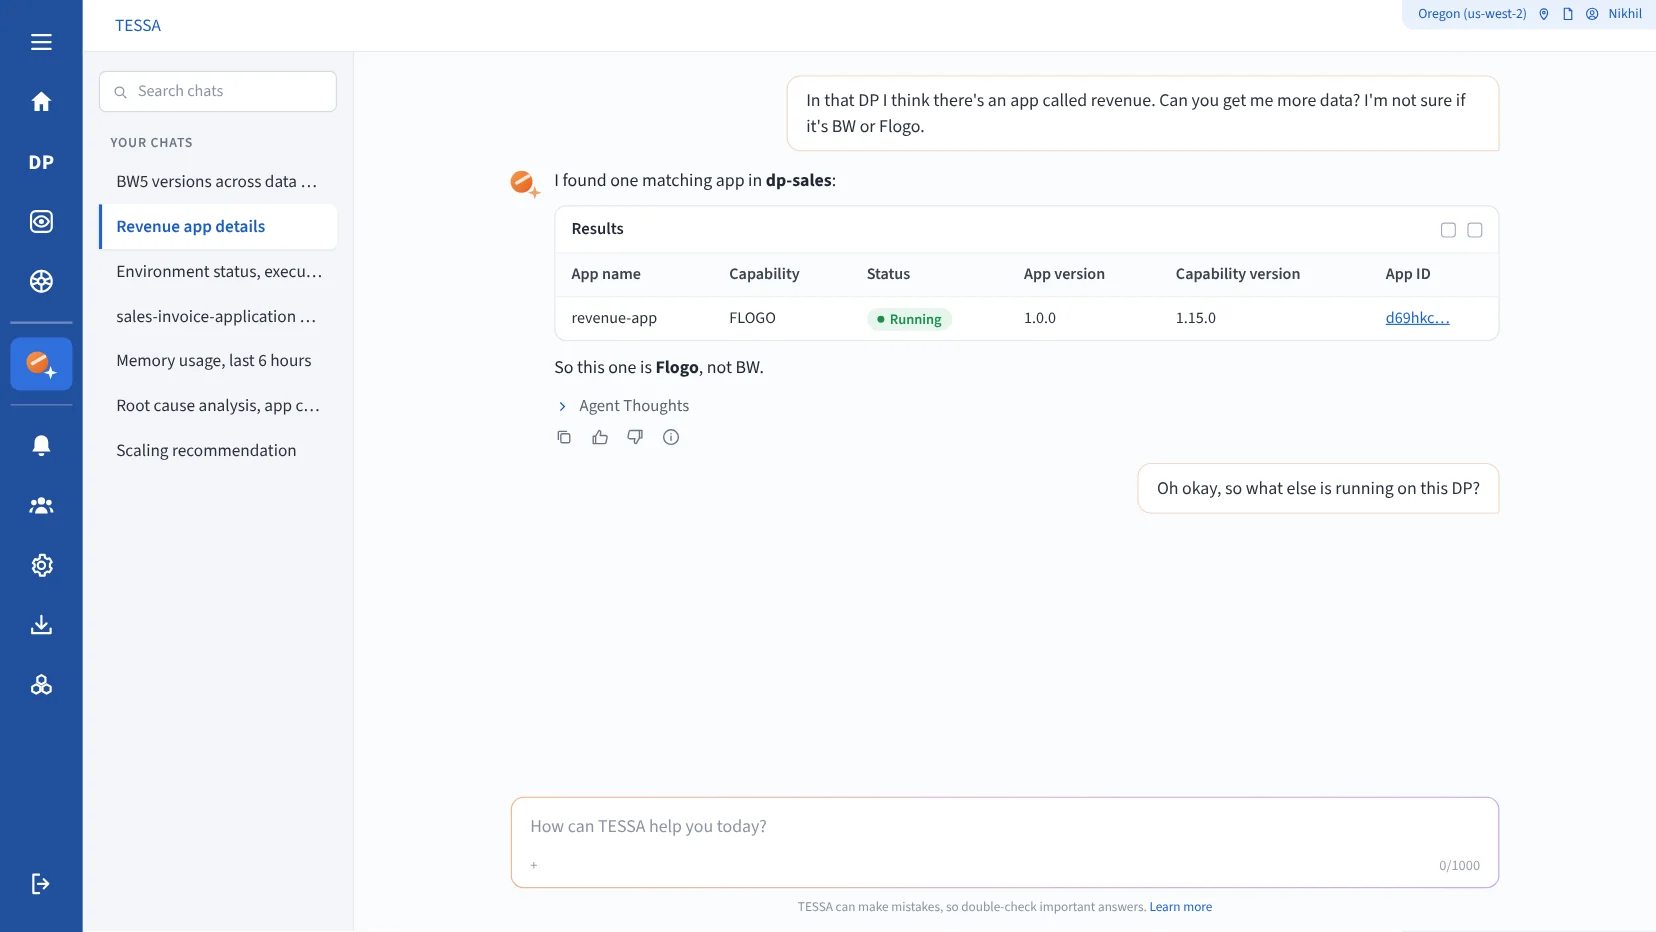 TESSA
Oregon (us-west-2)
Nikhil
DP
Search chats
YOUR CHATS
BW5 versions across data …
Revenue app details
Environment status, execu…
sales-invoice-application …
Memory usage, last 6 hours
Root cause analysis, app c…
Scaling recommendation
In that DP I think there's an app called revenue. Can you get me more data? I'm not sure if
it's BW or Flogo.
I found one matching app in dp-sales:
Results
App name Capability Status App version Capability version App ID
revenue-app FLOGO Running 1.0.0 1.15.0 d69hkc…
So this one is Flogo, not BW.
Agent Thoughts
Oh okay, so what else is running on this DP?
How can TESSA help you today?
+
0/1000
TESSA can make mistakes, so double-check important answers. Learn more